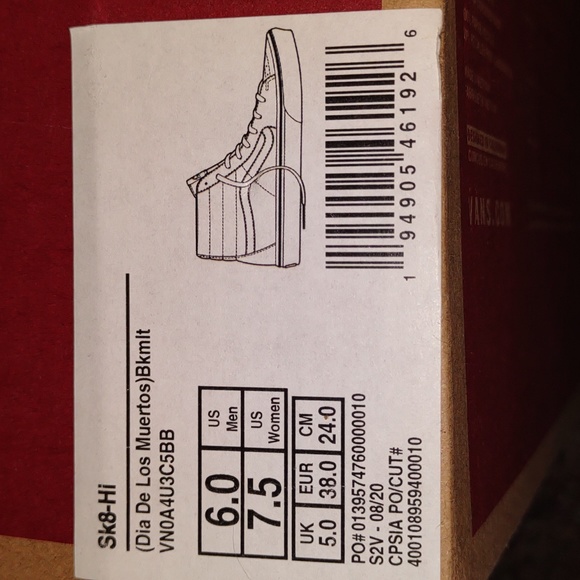 Sk8-Hi
(Dia De Los Muertos)Bkmlt
VN0A4U3C5BB
6.0 US Men
7.5 US Women
UK EUR CM
5.0 38.0 24.0
PO# 0139574760000010
S2V - 08/20
CPSIA PO/CUT#
400108959400010
1 94905 46192 6
VANS.COM